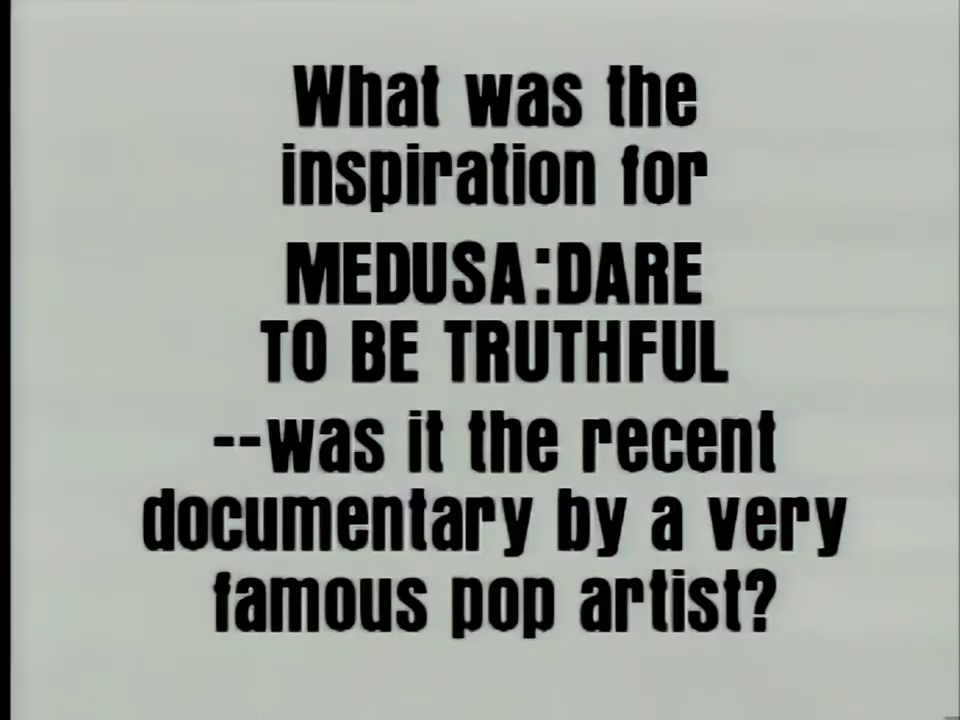 What was the
inspiration for
MEDUSA:DARE
TO BE TRUTHFUL
--was it the recent
documentary by a very
famous pop artist?